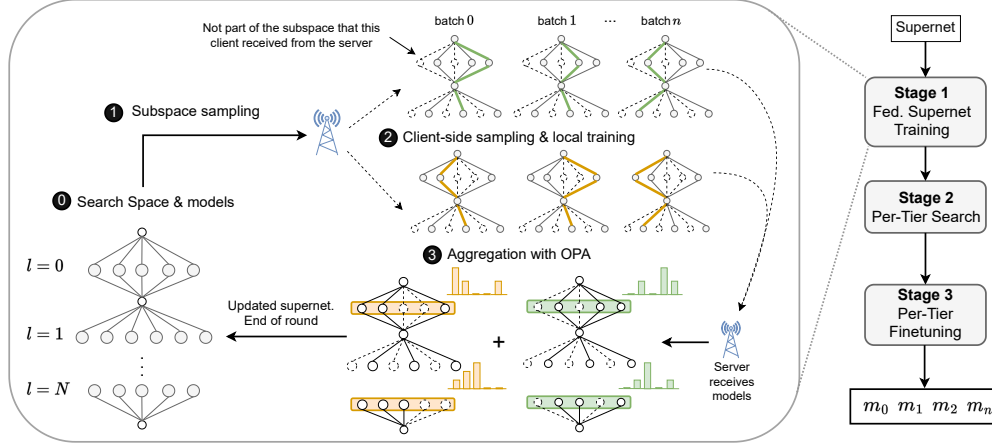 batch 0
batch 1
...
batch n
Not part of the subspace that this
client received from the server
1 Subspace sampling
2 Client-side sampling & local training
0 Search Space & models
3 Aggregation with OPA
l = 0
l = 1
⋮
l = N
Updated supernet.
End of round
+
Server
receives
models
Supernet
Stage 1
Fed. Supernet
Training
Stage 2
Per-Tier Search
Stage 3
Per-Tier
Finetuning
m0 m1 m2 mn